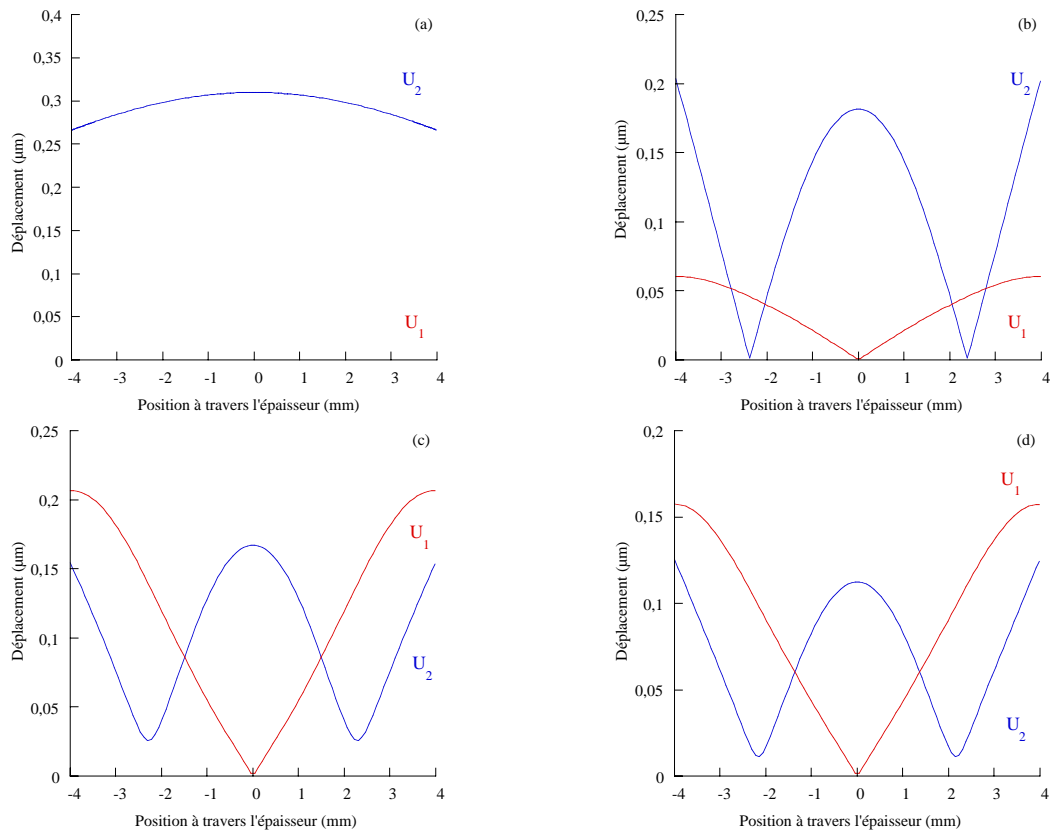 (a)
0,4
0,35
0,3
0,25
0,2
0,1
0,1
0,05
0
U2
U1
Déplacement (µm)
-4 -3 -2 -1 0 1 2 3 4
Position à travers l'épaisseur (mm)
(b)
0,25
0,2
0,15
0,1
0,05
0
U2
U1
Déplacement (µm)
-4 -3 -2 -1 0 1 2 3 4
Position à travers l'épaisseur (mm)
(c)
0,25
0,2
0,15
0,1
0,05
0
U1
U2
Déplacement (µm)
-4 -3 -2 -1 0 1 2 3 4
Position à travers l'épaisseur (mm)
(d)
0,2
0,15
0,1
0,05
0
U1
U2
Déplacement (µm)
-4 -3 -2 -1 0 1 2 3 4
Position à travers l'épaisseur (mm)